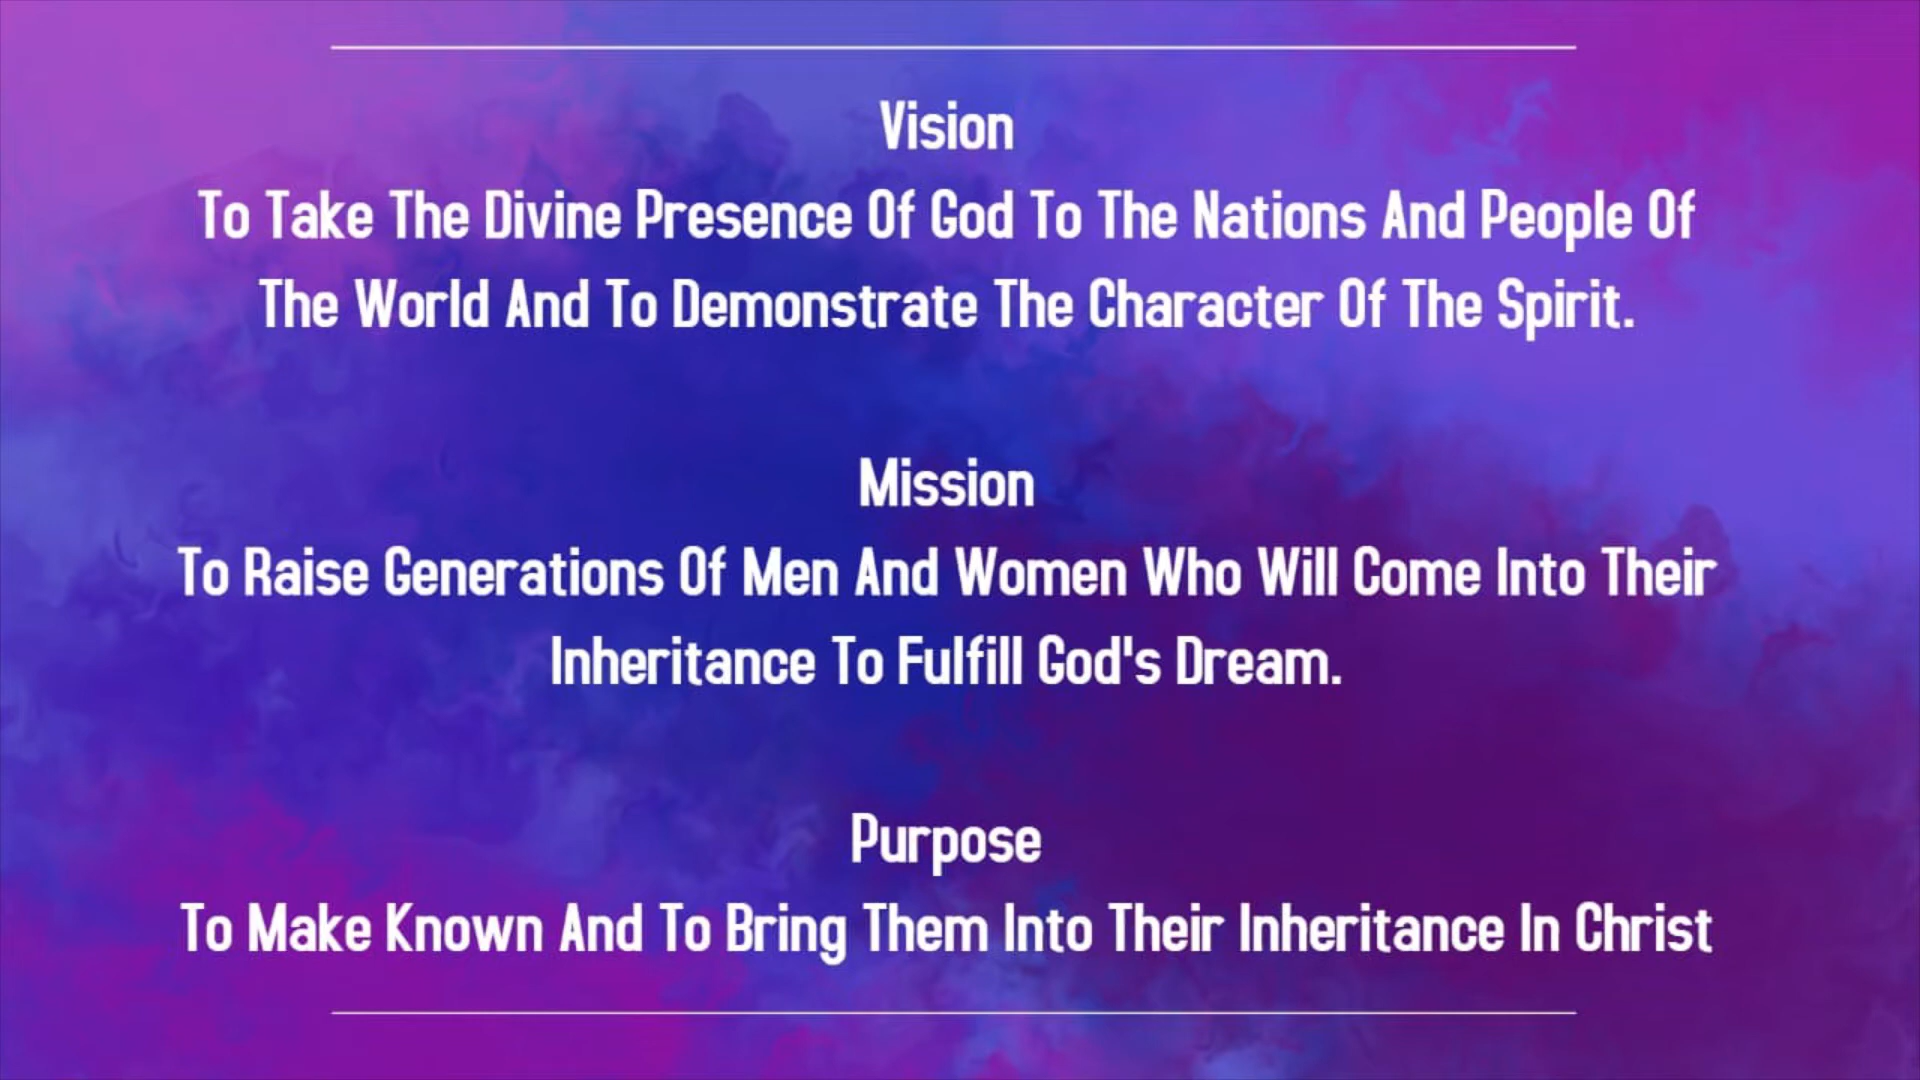 Vision
To Take The Divine Presence Of God To The Nations And People Of
The World And To Demonstrate The Character Of The Spirit.
Mission
To Raise Generations Of Men And Women Who Will Come Into Their
Inheritance To Fulfill God's Dream.
Purpose
To Make Known And To Bring Them Into Their Inheritance In Christ